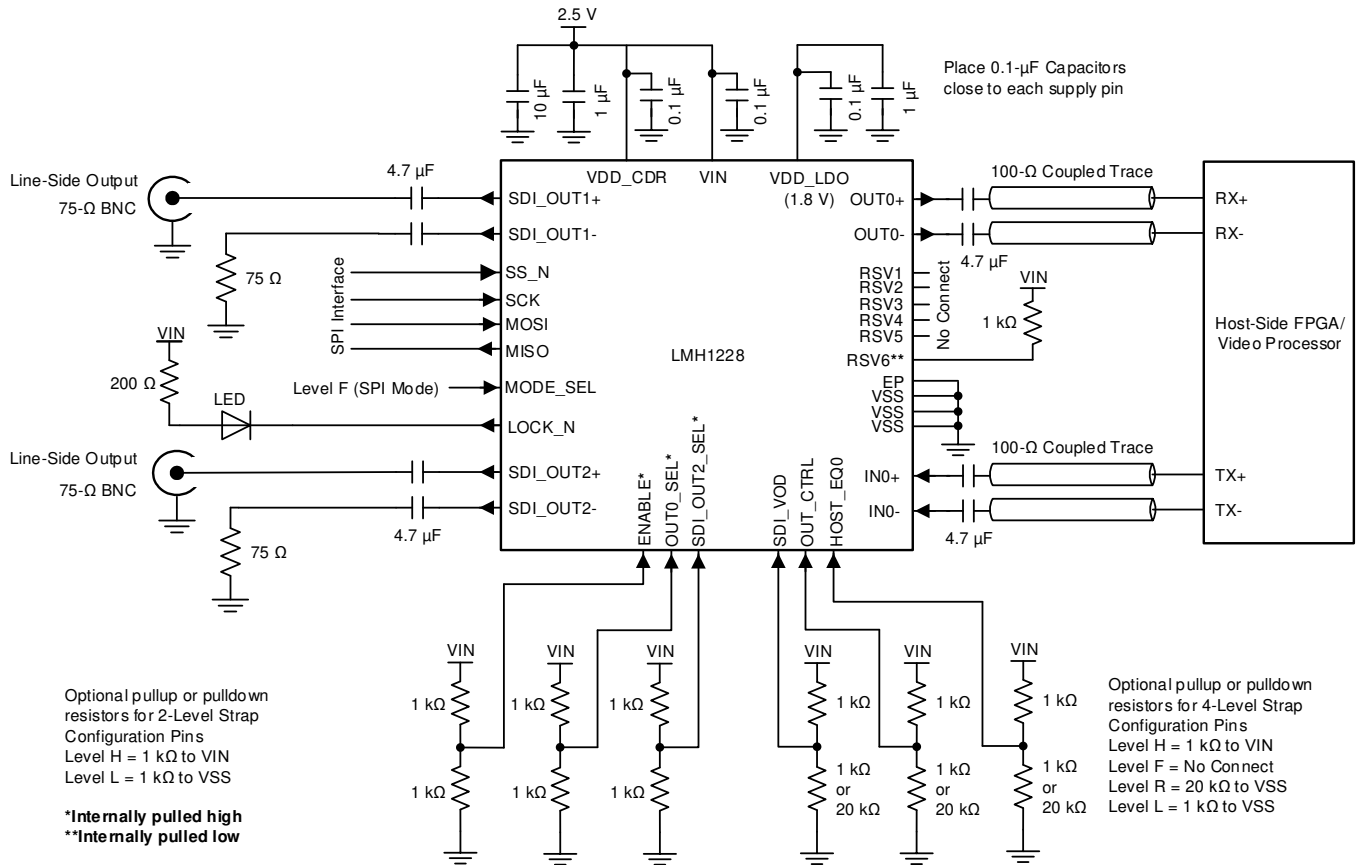 2.5 V
10 µF
1 µF
0.1 µF
0.1 µF
0.1 µF
1 µF
Place 0.1-µF Capacitors
close to each supply pin
VDD_CDR
VIN
VDD_LDO
(1.8 V)
Line-Side Output
75-Ω BNC
4.7 µF
SDI_OUT1+
SDI_OUT1-
75 Ω
SPI Interface
SS_N
SCK
MOSI
MISO
VIN
200 Ω
LED
Level F (SPI Mode)
MODE_SEL
LOCK_N
Line-Side Output
75-Ω BNC
SDI_OUT2+
SDI_OUT2-
4.7 µF
75 Ω
LMH1228
OUT0+
OUT0-
100-Ω Coupled Trace
4.7 µF
RX+
RX-
RSV1
RSV2
RSV3
RSV4
RSV5
No Connect
RSV6**
VIN
1 kΩ
EP
VSS
VSS
VSS
Host-Side FPGA/
Video Processor
100-Ω Coupled Trace
IN0+
IN0-
4.7 µF
TX+
TX-
ENABLE*
OUT0_SEL*
SDI_OUT2_SEL*
SDI_VOD
OUT_CTRL
HOST_EQ0
VIN
1 kΩ
1 kΩ
VIN
1 kΩ
1 kΩ
VIN
1 kΩ
1 kΩ
VIN
1 kΩ
1 kΩ
or
20 kΩ
VIN
1 kΩ
1 kΩ
or
20 kΩ
VIN
1 kΩ
1 kΩ
or
20 kΩ
Optional pullup or pulldown
resistors for 2-Level Strap
Configuration Pins
Level H = 1 kΩ to VIN
Level L = 1 kΩ to VSS
*Internally pulled high
**Internally pulled low
Optional pullup or pulldown
resistors for 4-Level Strap
Configuration Pins
Level H = 1 kΩ to VIN
Level F = No Connect
Level R = 20 kΩ to VSS
Level L = 1 kΩ to VSS